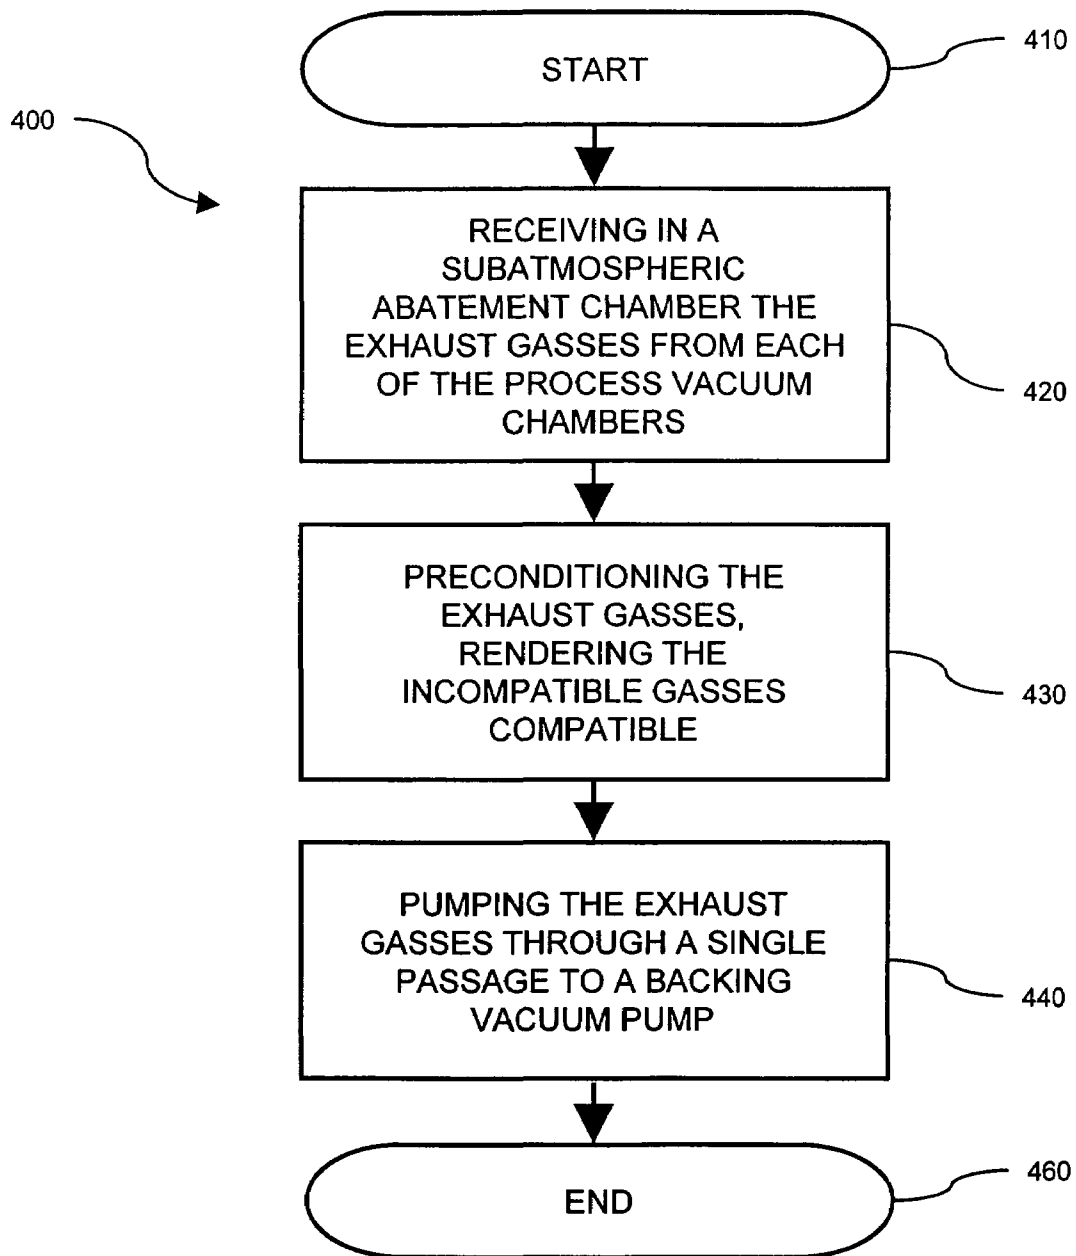 START
410
400
RECEIVING IN A
SUBATMOSPHERIC
ABATEMENT CHAMBER THE
EXHAUST GASSES FROM EACH
OF THE PROCESS VACUUM
CHAMBERS
420
PRECONDITIONING THE
EXHAUST GASSES,
RENDERING THE
INCOMPATIBLE GASSES
COMPATIBLE
430
PUMPING THE EXHAUST
GASSES THROUGH A SINGLE
PASSAGE TO A BACKING
VACUUM PUMP
440
END
460